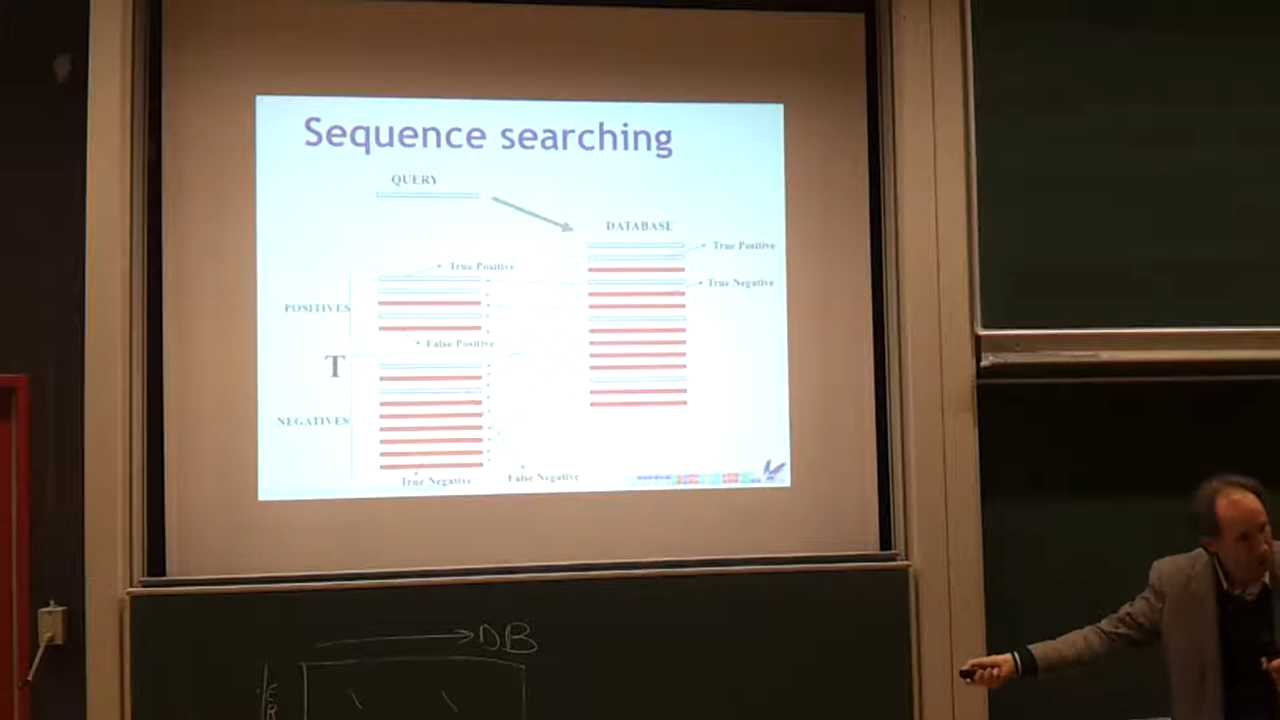 Sequence searching
QUERY
DATABASE
True Positive
True Positive
True Negative
POSITIVES
False Positive
T
NEGATIVES
True Negative
False Negative
DB